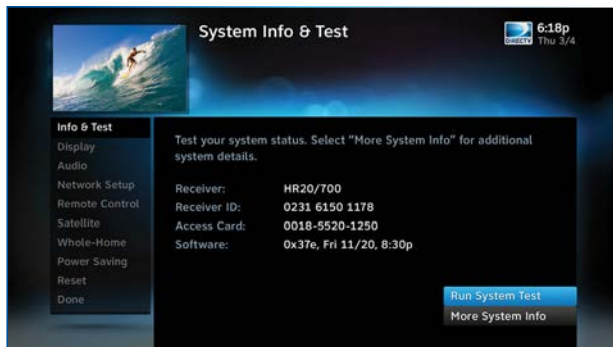 System Info & Test
DIRECTV
6:18p
Thu 3/4
Info & Test
Display
Audio
Network Setup
Remote Control
Satellite
Whole-Home
Power Saving
Reset
Done
Test your system status. Select "More System Info" for additional
system details.
Receiver: HR20/700
Receiver ID: 0231 6150 1178
Access Card: 0018-5520-1250
Software: 0x37e, Fri 11/20, 8:30p
Run System Test
More System Info